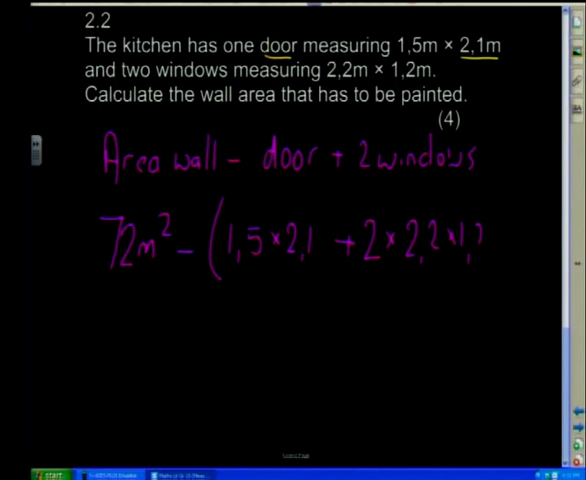 2.2
The kitchen has one door measuring 1,5m × 2,1m
and two windows measuring 2,2m × 1,2m.
Calculate the wall area that has to be painted.
(4)
Area wall - door + 2 windows
72m² - (1,5 × 2,1 + 2 × 2,2 × 1,2
start